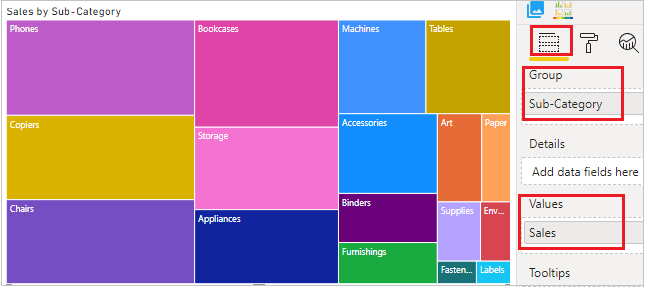 Sales by Sub-Category
Phones
Bookcases
Machines
Tables
Copiers
Storage
Accessories
Art
Paper
Chairs
Appliances
Binders
Supplies
Env...
Furnishings
Fasten...
Labels
Group
Sub-Category
Details
Add data fields here
Values
Sales
Tooltips